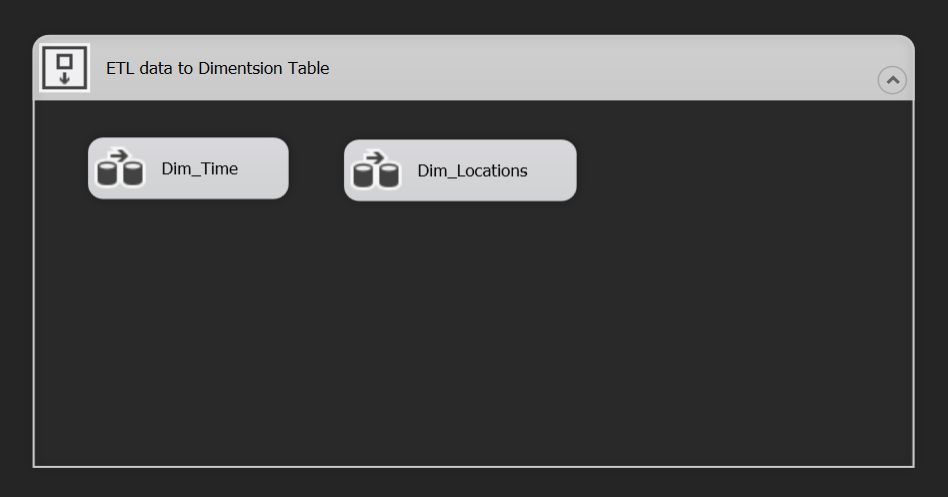 ETL data to Dimentsion Table
Dim_Time
Dim_Locations